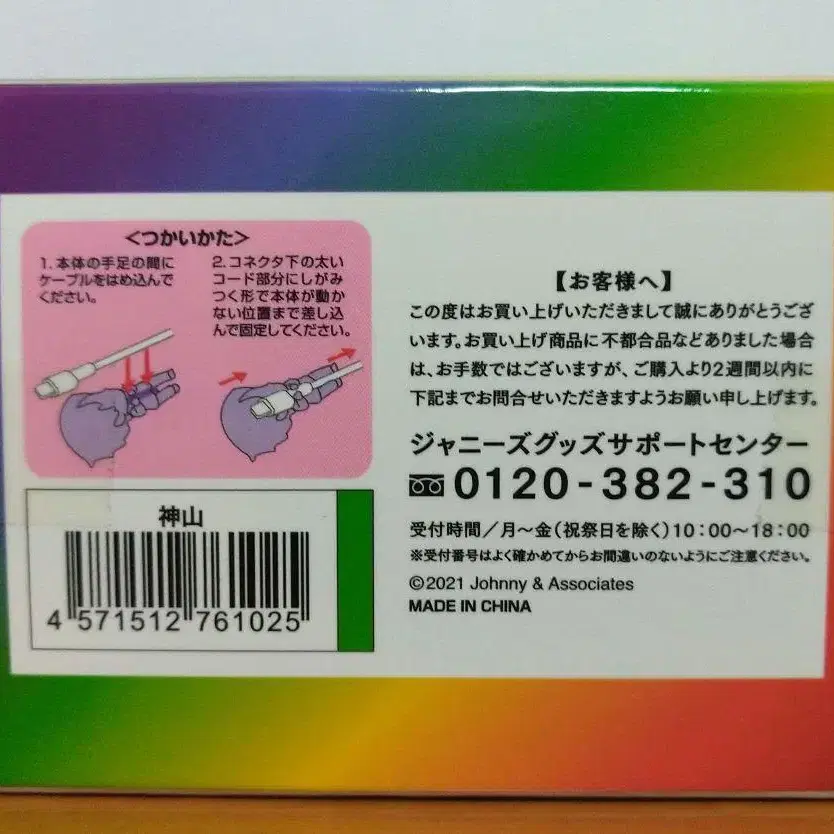 <つかいかた>
1.本体の手足の間に
ケーブルをはめ込んで
ください。
2.コネクタ下の太い
コード部分にしがみ
つく形で本体が動か
ない位置まで差し込
んで固定してください。
神山
4 571512 761025
【お客様へ】
この度はお買い上げいただきまして誠にありがとうござ
います。お買い上げ商品に不都合品などありました場合
は、お手数ではございますが、ご購入より2週間以内に
下記までお問合せいただきますようお願い申し上げます。
ジャニーズグッズサポートセンター
0120-382-310
受付時間／月～金(祝祭日を除く)10:00～18:00
※受付番号はよく確かめてからお間違いのないようにご注意ください。
©2021 Johnny & Associates
MADE IN CHINA